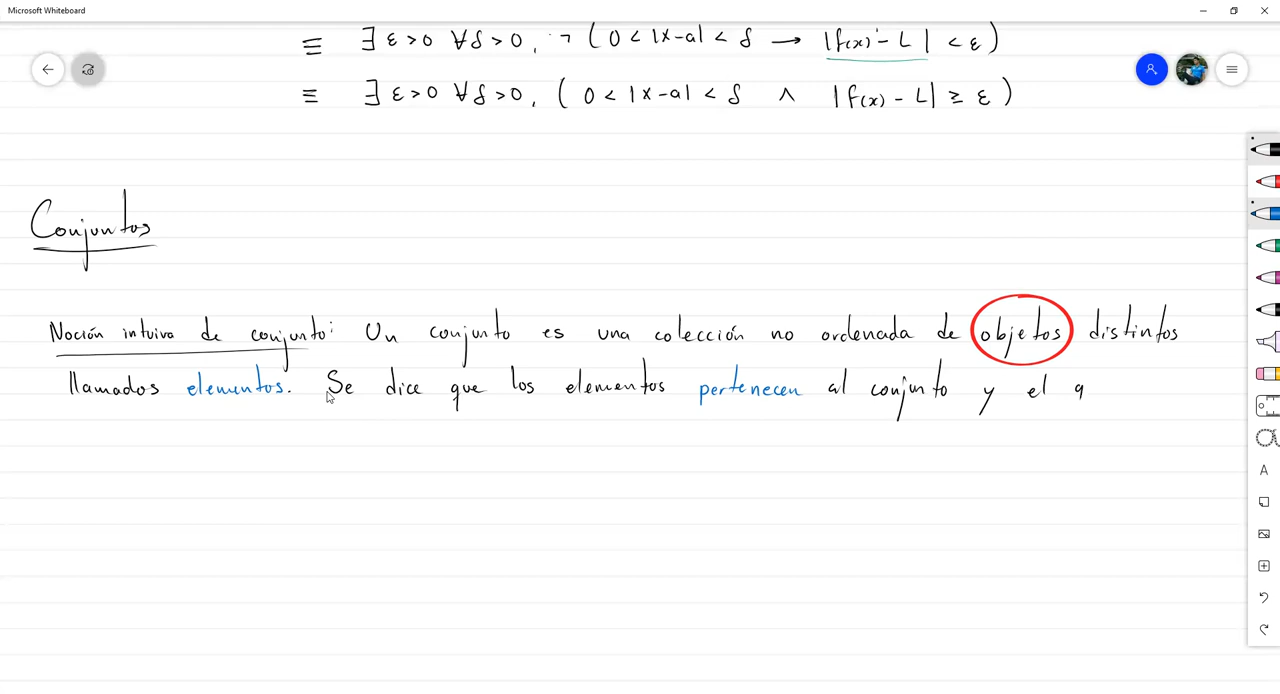 Microsoft Whiteboard
≡ ∃ ε > 0 ∀ δ > 0, ¬ ( 0 < |x-a| < δ → |f(x) - L| < ε )
≡ ∃ ε > 0 ∀ δ > 0, ( 0 < |x-a| < δ ∧ |f(x) - L| ≥ ε )
Conjuntos
Noción intuiva de conjunto: Un conjunto es una colección no ordenada de objetos distintos
llamados elementos. Se dice que los elementos pertenecen al conjunto y el q
A